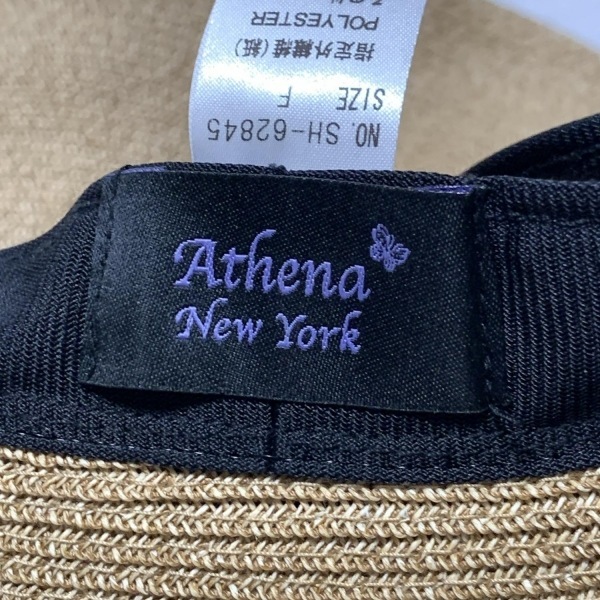 NO. SH-62845
SIZE F
指定外繊維(紙)
POLYESTER
Athena
New York